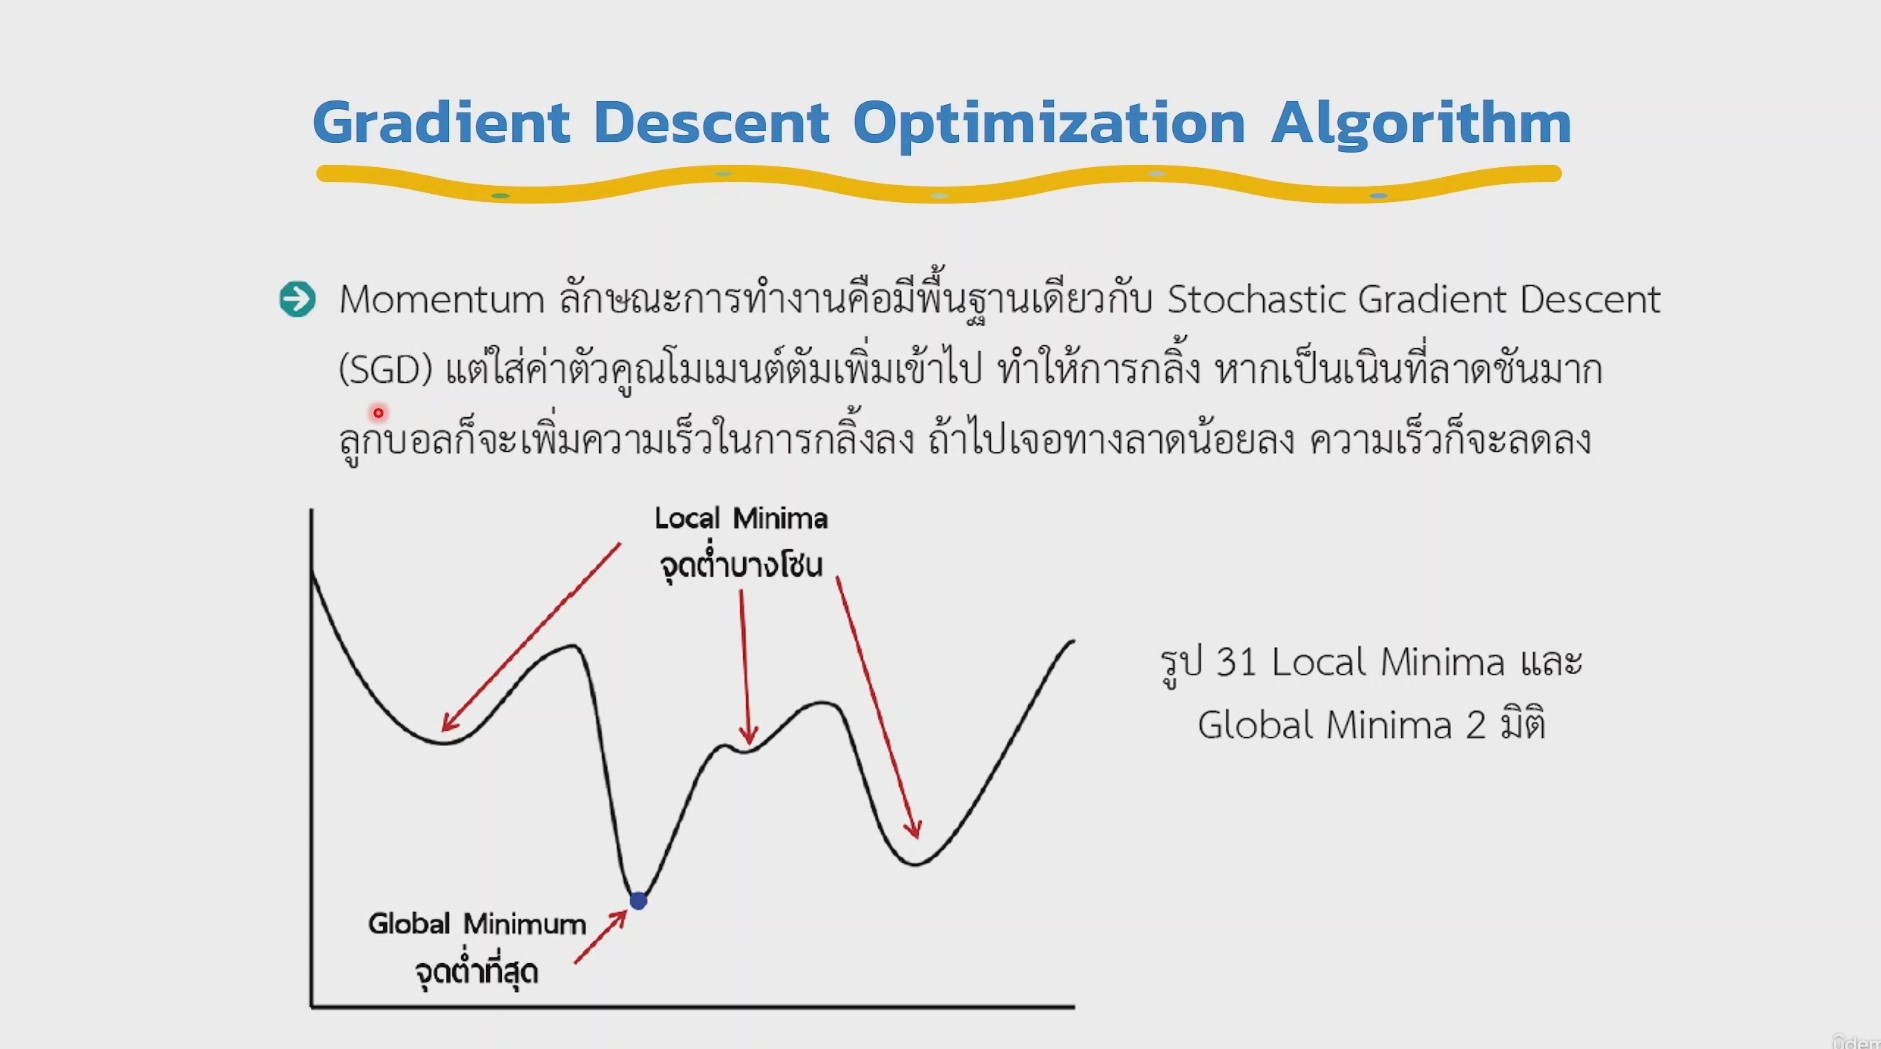 Gradient Descent Optimization Algorithm
Momentum ลักษณะการทำงานคือมีพื้นฐานเดียวกับ Stochastic Gradient Descent
(SGD) แต่ใส่ค่าตัวคูณโมเมนต์ตัมเพิ่มเข้าไป ทำให้การกลิ้ง หากเป็นเนินที่ลาดชันมาก
ลูกบอลก็จะเพิ่มความเร็วในการกลิ้งลง ถ้าไปเจอทางลาดน้อยลง ความเร็วก็จะลดลง
Local Minima
จุดต่ำบางโซน
รูป 31 Local Minima และ
Global Minima 2 มิติ
Global Minimum
จุดต่ำที่สุด